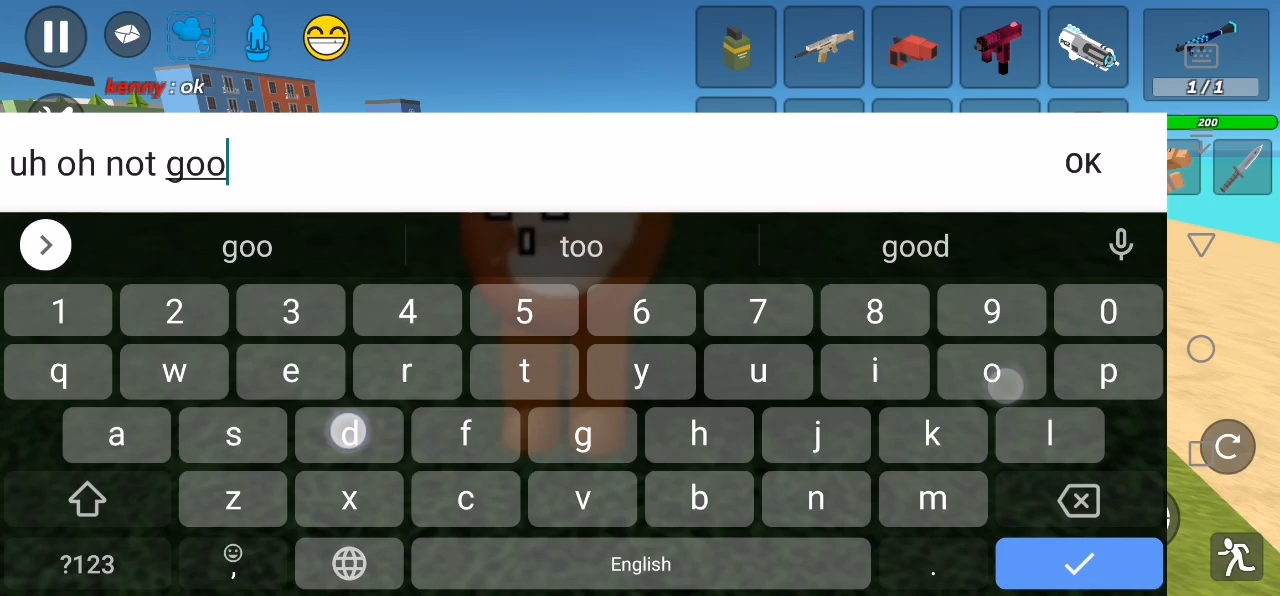 kenny : ok
1 / 1
200
uh oh not goo
OK
goo too good
1 2 3 4 5 6 7 8 9 0
q w e r t y u i o p
a s d f g h j k l
z x c v b n m
?123 , English .